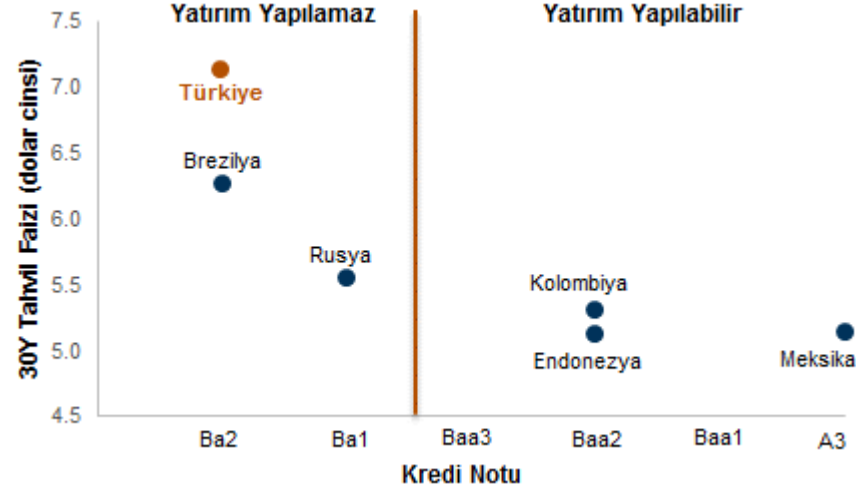 Yatırım Yapılamaz
Yatırım Yapılabilir
30Y Tahvil Faizi (dolar cinsi)
7.5
7.0
6.5
6.0
5.5
5.0
4.5
Türkiye
Brezilya
Rusya
Kolombiya
Endonezya
Meksika
Ba2 Ba1 Baa3 Baa2 Baa1 A3
Kredi Notu